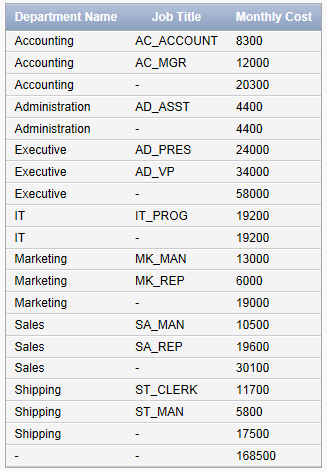 Department Name Job Title Monthly Cost
Accounting AC_ACCOUNT 8300
Accounting AC_MGR 12000
Accounting - 20300
Administration AD_ASST 4400
Administration - 4400
Executive AD_PRES 24000
Executive AD_VP 34000
Executive - 58000
IT IT_PROG 19200
IT - 19200
Marketing MK_MAN 13000
Marketing MK_REP 6000
Marketing - 19000
Sales SA_MAN 10500
Sales SA_REP 19600
Sales - 30100
Shipping ST_CLERK 11700
Shipping ST_MAN 5800
Shipping - 17500
- - 168500